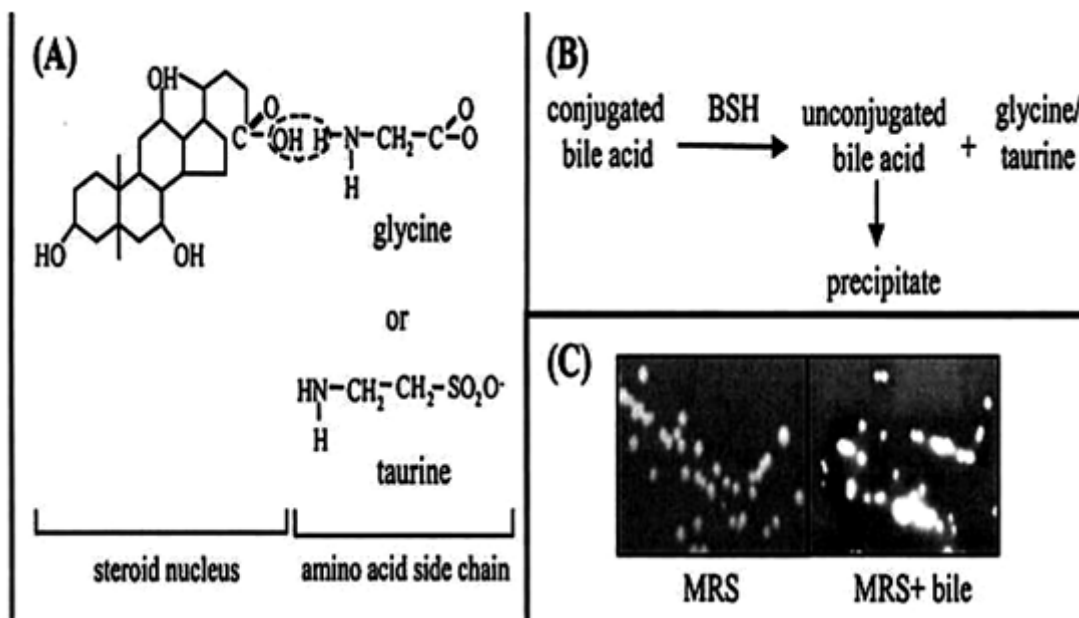 (A)
OH
C
O
OH H-N-CH2-C
O
O
H
HO
OH
glycine
or
HN-CH2-CH2-SO2O-
H
taurine
steroid nucleus
amino acid side chain
(B)
conjugated
bile acid
BSH
unconjugated
bile acid
+
glycine/
taurine
precipitate
(C)
MRS
MRS+ bile